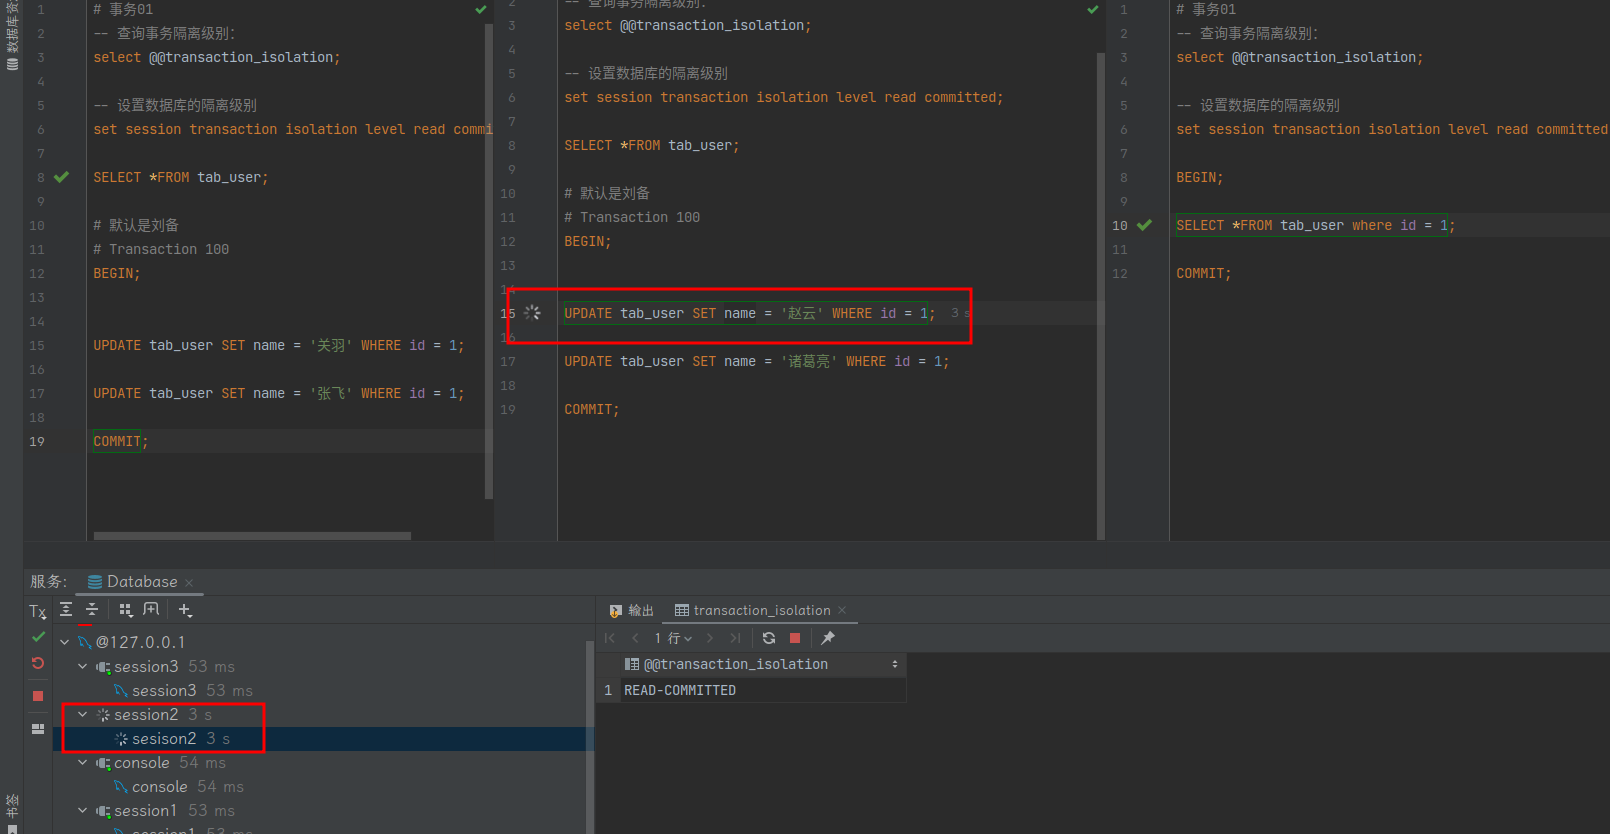 数据库资
1 # 事务01
2 -- 查询事务隔离级别：
3 select @@transaction_isolation;
4
5 -- 设置数据库的隔离级别
6 set session transaction isolation level read commi
7
8 SELECT *FROM tab_user;
9
10 # 默认是刘备
11 # Transaction 100
12 BEGIN;
13
14
15 UPDATE tab_user SET name = '关羽' WHERE id = 1;
16
17 UPDATE tab_user SET name = '张飞' WHERE id = 1;
18
19 COMMIT;
2 -- 查询事务隔离级别：
3 select @@transaction_isolation;
4
5 -- 设置数据库的隔离级别
6 set session transaction isolation level read committed;
7
8 SELECT *FROM tab_user;
9
10 # 默认是刘备
11 # Transaction 100
12 BEGIN;
13
14
15 UPDATE tab_user SET name = '赵云' WHERE id = 1; 3 s
16
17 UPDATE tab_user SET name = '诸葛亮' WHERE id = 1;
18
19 COMMIT;
1 # 事务01
2 -- 查询事务隔离级别：
3 select @@transaction_isolation;
4
5 -- 设置数据库的隔离级别
6 set session transaction isolation level read committed
7
8 BEGIN;
9
10 SELECT *FROM tab_user where id = 1;
11
12 COMMIT;
服务: Database
Tx
@127.0.0.1
session3 53 ms
session3 53 ms
session2 3 s
sesison2 3 s
console 54 ms
console 54 ms
session1 53 ms
session1 53 ms
书签
输出 transaction_isolation
1 行
@@transaction_isolation
1 READ-COMMITTED